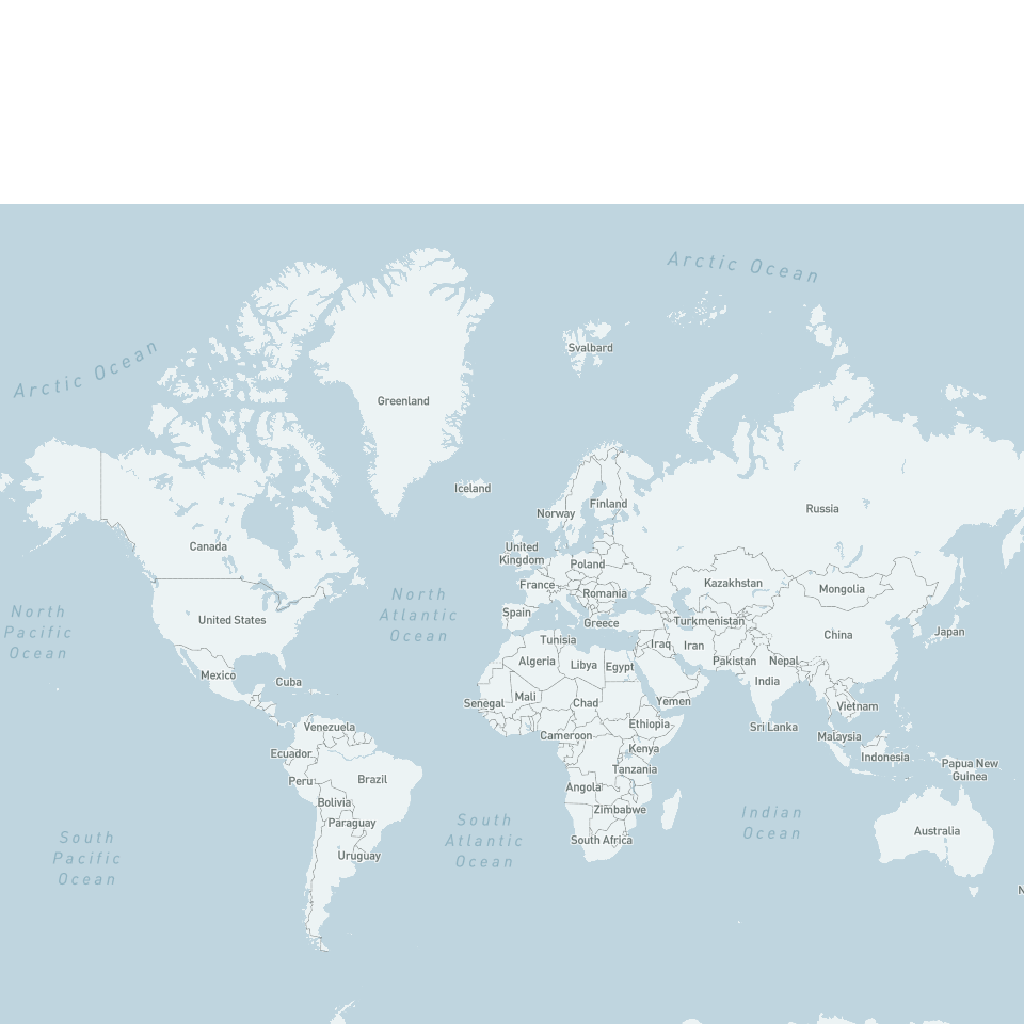 Arctic Ocean
Svalbard
Arctic Ocean
Greenland
Iceland
Russia
Finland
Norway
Canada
United
Kingdom
Poland
Kazakhstan
Mongolia
France
Romania
North
Atlantic
Ocean
North
Pacific
Ocean
United States
Spain
Greece
Turkmenistan
China
Japan
Tunisia
Iraq
Iran
Algeria
Libya
Egypt
Pakistan
Nepal
Mexico
Cuba
India
Mali
Senegal
Chad
Yemen
Vietnam
Venezuela
Ethiopia
Sri Lanka
Cameroon
Malaysia
Ecuador
Kenya
Indonesia
Papua New
Guinea
Tanzania
Peru
Brazil
Angola
Bolivia
Zimbabwe
Indian
Ocean
Paraguay
South
Atlantic
Ocean
Australia
South
Pacific
Ocean
South Africa
Uruguay